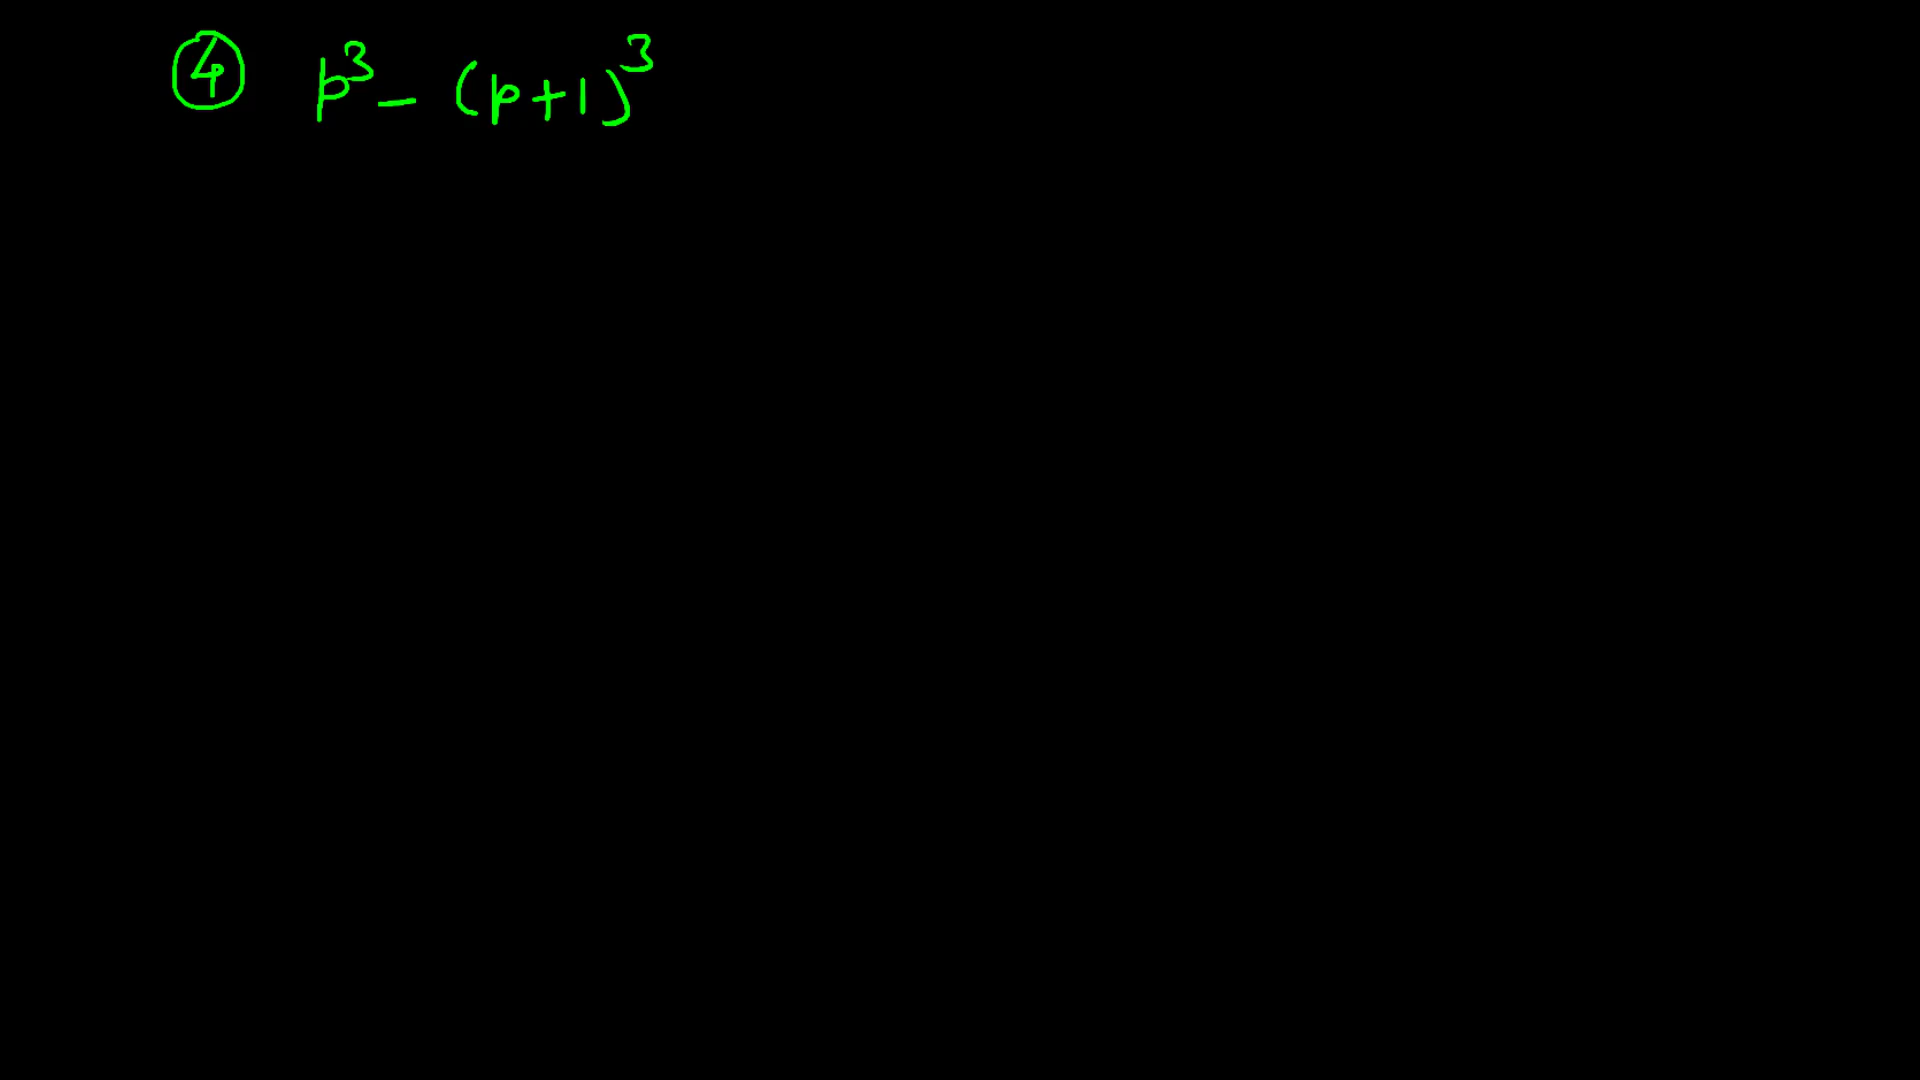 ④ p³ - (p+1)³